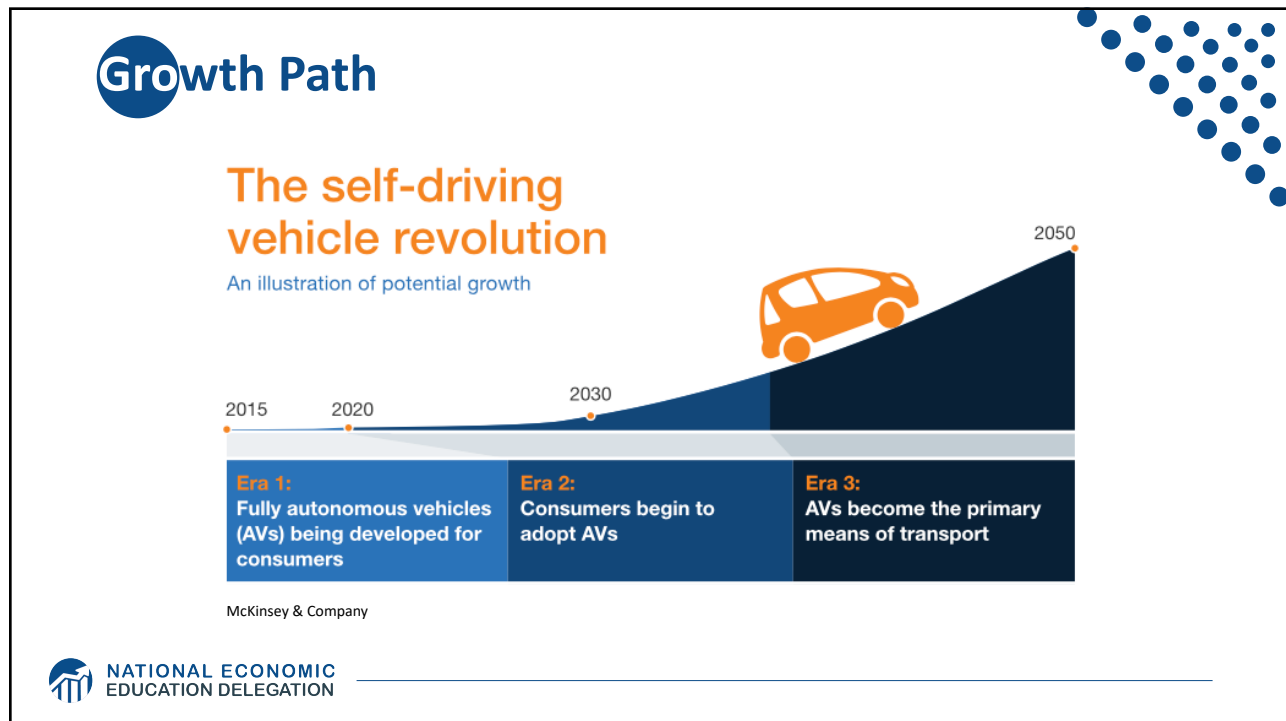 Growth Path
The self-driving
vehicle revolution
An illustration of potential growth
2015
2020
2030
2050
Era 1:
Fully autonomous vehicles
(AVs) being developed for
consumers
Era 2:
Consumers begin to
adopt AVs
Era 3:
AVs become the primary
means of transport
McKinsey & Company
NATIONAL ECONOMIC
EDUCATION DELEGATION